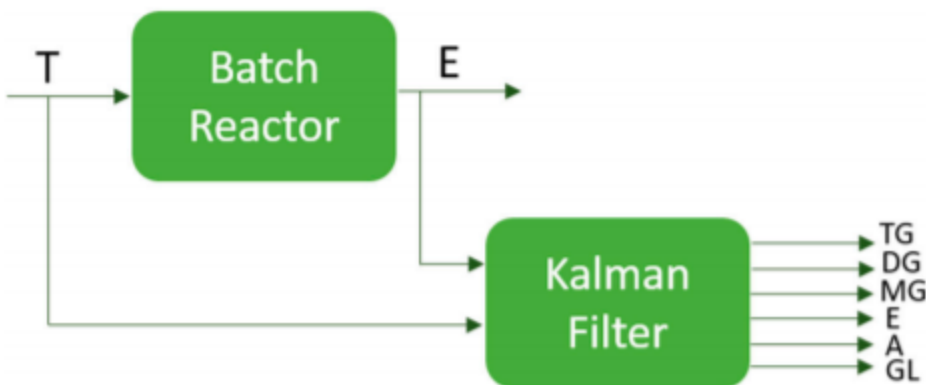 T
Batch
Reactor
E
Kalman
Filter
TG
DG
MG
E
A
GL